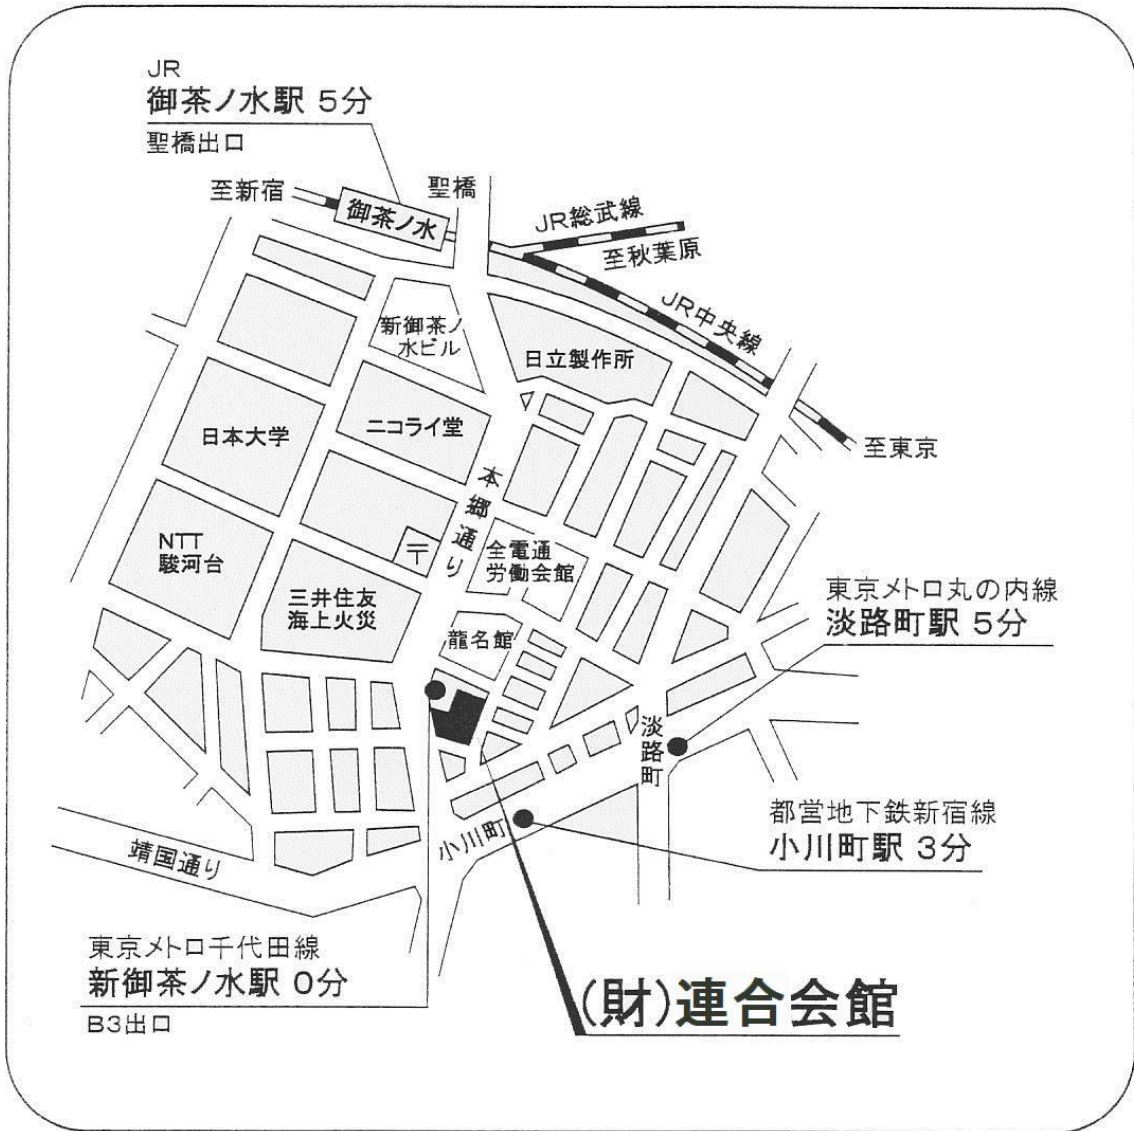 JR
御茶ノ水駅 5分
聖橋出口
至新宿
御茶ノ水
聖橋
JR総武線
至秋葉原
JR中央線
新御茶ノ
水ビル
日立製作所
日本大学
ニコライ堂
至東京
本郷通り
NTT
駿河台
〒
全電通
労働会館
三井住友
海上火災
龍名館
東京メトロ丸の内線
淡路町駅 5分
淡路町
都営地下鉄新宿線
小川町駅 3分
小川町
靖国通り
東京メトロ千代田線
新御茶ノ水駅 0分
B3出口
(財)連合会館